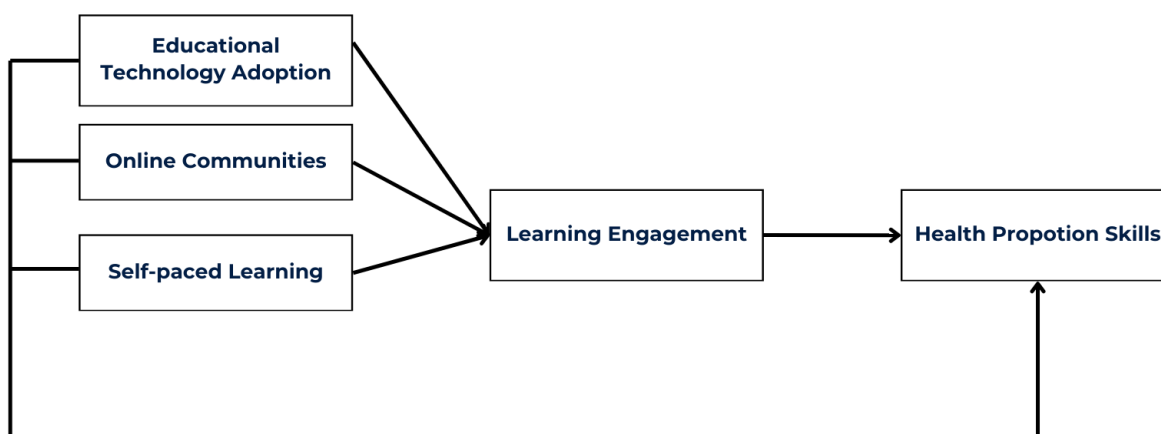 Educational
Technology Adoption
Online Communities
Self-paced Learning
Learning Engagement
Health Propotion Skills